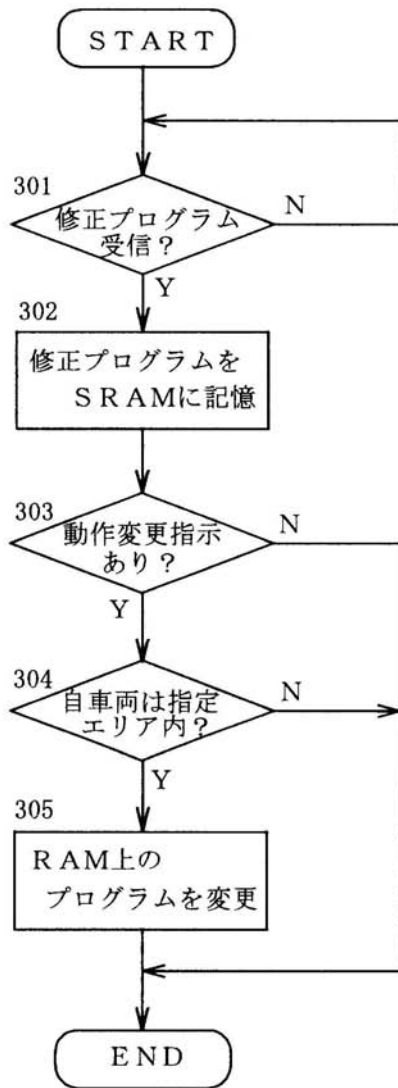 START
301
修正プログラム
受信？
N
Y
302
修正プログラムを
SRAMに記憶
303
動作変更指示
あり？
N
Y
304
自車両は指定
エリア内？
N
Y
305
RAM上の
プログラムを変更
END